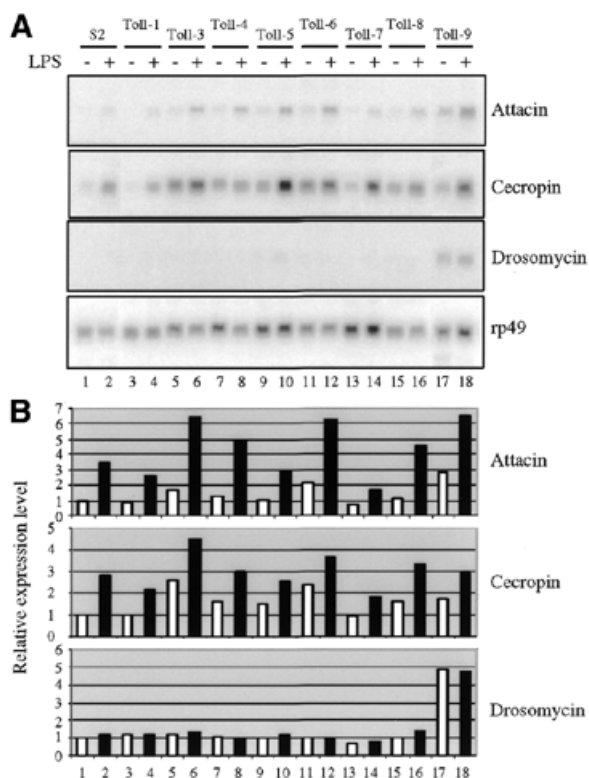 A
S2 Toll-1 Toll-3 Toll-4 Toll-5 Toll-6 Toll-7 Toll-8 Toll-9
LPS - + - + - + - + - + - + - + - + - +
Attacin
Cecropin
Drosomycin
rp49
1 2 3 4 5 6 7 8 9 10 11 12 13 14 15 16 17 18
B
Relative expression level
7
6
5
4
3
2
1
0
Attacin
5
4
3
2
1
0
Cecropin
6
5
4
3
2
1
0
Drosomycin
1 2 3 4 5 6 7 8 9 10 11 12 13 14 15 16 17 18